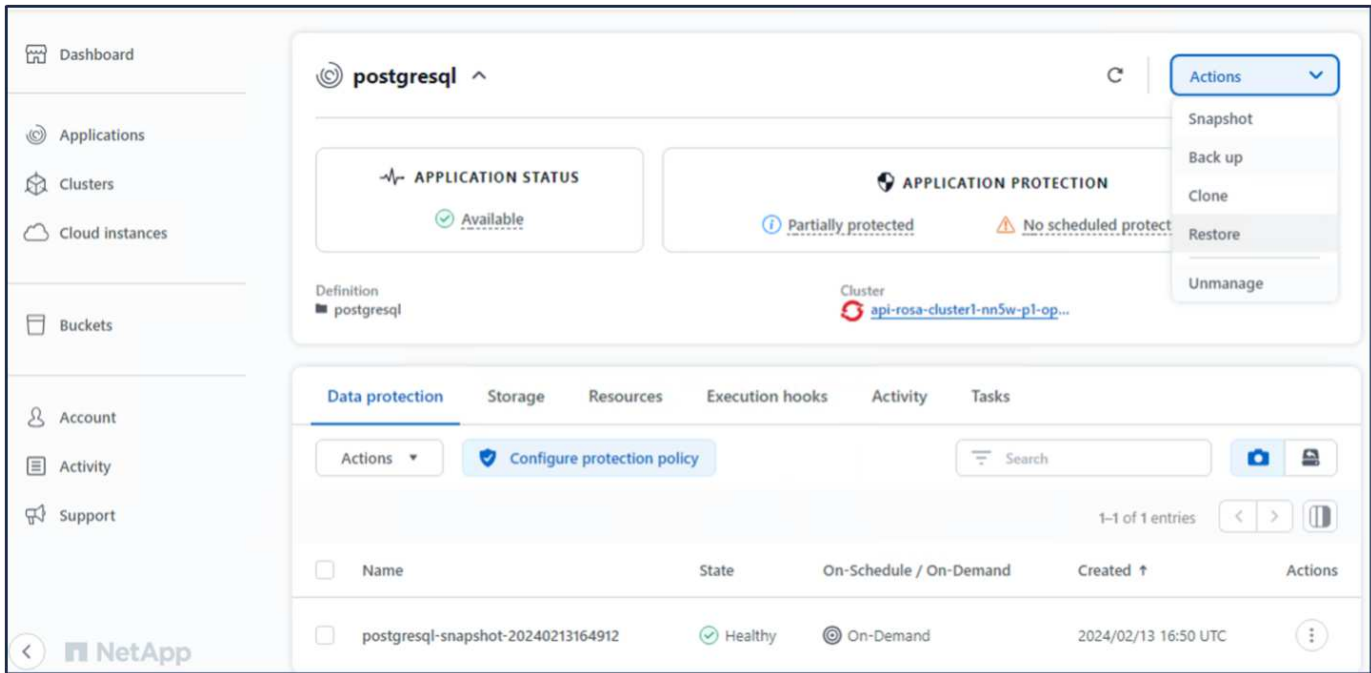 Dashboard
Applications
Clusters
Cloud instances
Buckets
Account
Activity
Support
NetApp
postgresql
Actions
Snapshot
Back up
Clone
Restore
Unmanage
APPLICATION STATUS
Available
APPLICATION PROTECTION
Partially protected
No scheduled protect
Definition
postgresql
Cluster
api-rosa-cluster1-nn5w-p1-op...
Data protection Storage Resources Execution hooks Activity Tasks
Actions Configure protection policy Search
1–1 of 1 entries
Name State On-Schedule / On-Demand Created ↑ Actions
postgresql-snapshot-20240213164912 Healthy On-Demand 2024/02/13 16:50 UTC